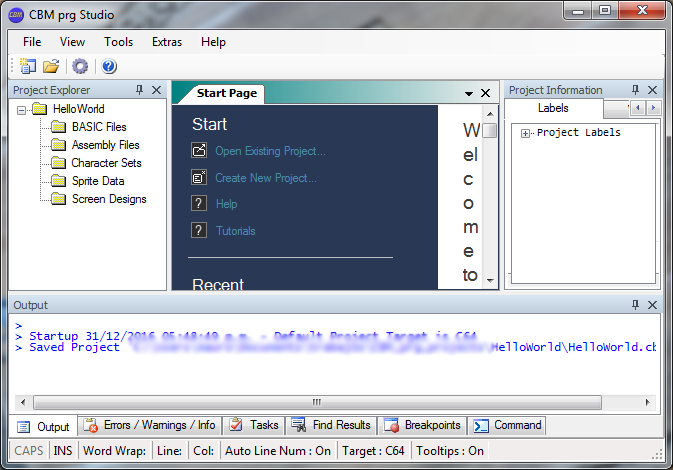 CBM prg Studio
File View Tools Extras Help
Project Explorer
HelloWorld
BASIC Files
Assembly Files
Character Sets
Sprite Data
Screen Designs
Start Page
Start
Open Existing Project...
Create New Project...
Help
Tutorials
Recent
W
el
c
o
m
e
to
Project Information
Labels
Project Labels
Output
>
> Startup 31/12/2016 05:48:49 p.m. - Default Project Target is C64
> Saved Project HelloWorld\HelloWorld.cb
Output Errors / Warnings / Info Tasks Find Results Breakpoints Command
CAPS INS Word Wrap: Line: Col: Auto Line Num : On Target : C64 Tooltips : On